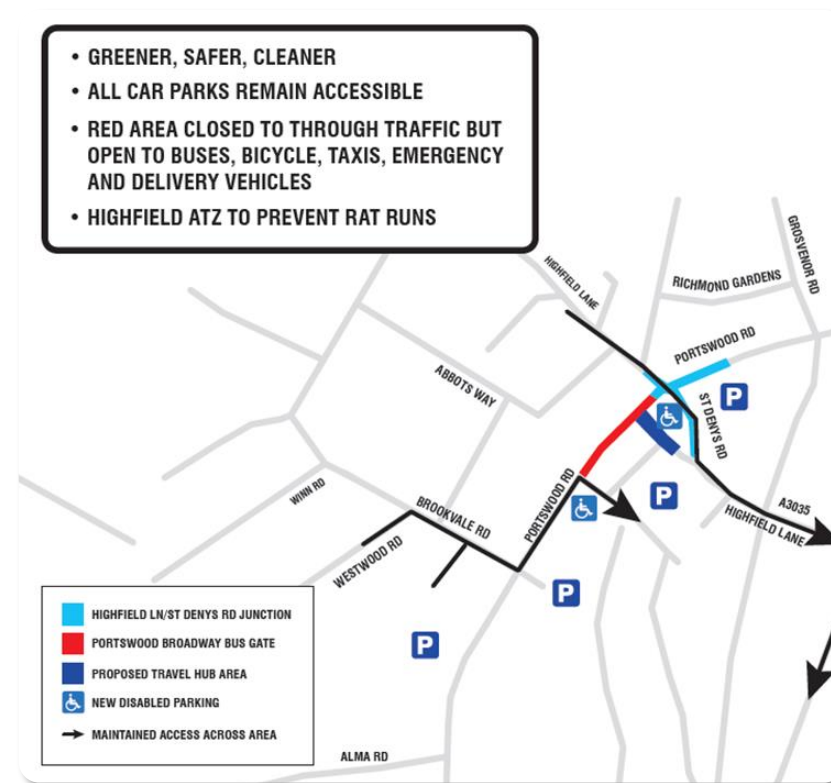 • GREENER, SAFER, CLEANER
• ALL CAR PARKS REMAIN ACCESSIBLE
• RED AREA CLOSED TO THROUGH TRAFFIC BUT
OPEN TO BUSES, BICYCLE, TAXIS, EMERGENCY
AND DELIVERY VEHICLES
• HIGHFIELD ATZ TO PREVENT RAT RUNS
GROSVENOR RD
HIGHFIELD LANE
RICHMOND GARDENS
PORTSWOOD RD
ABBOTS WAY
P
ST DENYS RD
WINN RD
PORTSWOOD RD
P
BROOKVALE RD
A3035
HIGHFIELD LANE
WESTWOOD RD
P
P
HIGHFIELD LN/ST DENYS RD JUNCTION
PORTSWOOD BROADWAY BUS GATE
PROPOSED TRAVEL HUB AREA
NEW DISABLED PARKING
MAINTAINED ACCESS ACROSS AREA
ALMA RD